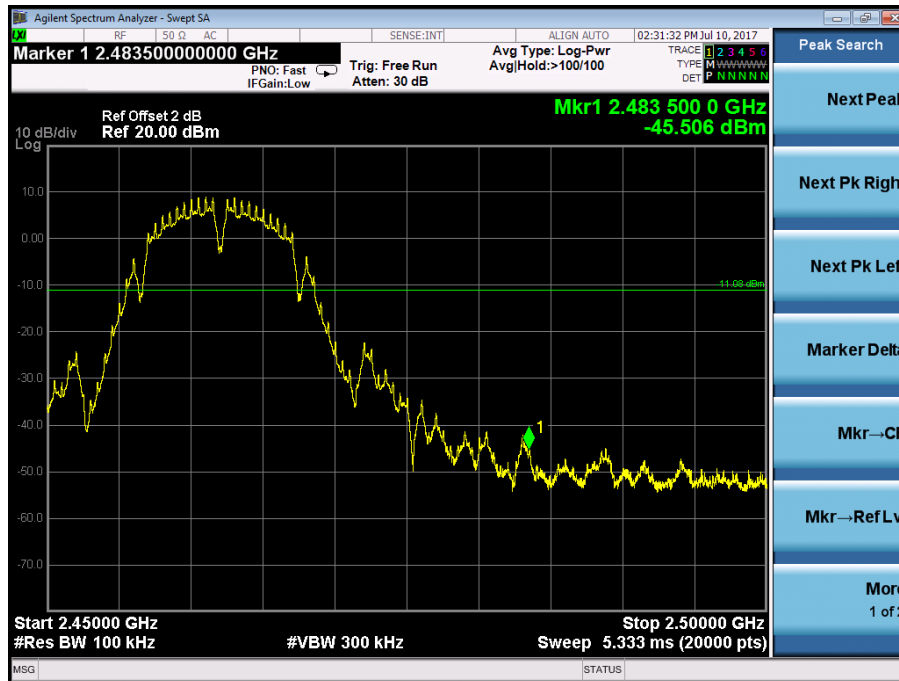 Agilent Spectrum Analyzer - Swept SA
LXI RF 50 Ω AC SENSE:INT ALIGN AUTO 02:31:32 PM Jul 10, 2017
Marker 1 2.483500000000 GHz
PNO: Fast
IFGain:Low
Trig: Free Run
Atten: 30 dB
Avg Type: Log-Pwr
Avg|Hold:>100/100
TRACE 1 2 3 4 5 6
TYPE M W W W W W
DET P N N N N N
Peak Search
Mkr1 2.483 500 0 GHz
-45.506 dBm
Ref Offset 2 dB
10 dB/div Ref 20.00 dBm
Log
10.0
0.00
-10.0
-11.08 dBm
-20.0
-30.0
-40.0
1
-50.0
-60.0
-70.0
Start 2.45000 GHz Stop 2.50000 GHz
#Res BW 100 kHz #VBW 300 kHz Sweep 5.333 ms (20000 pts)
MSG STATUS
Next Peak
Next Pk Righ
Next Pk Lef
Marker Delta
Mkr→C
Mkr→Ref Lv
More
1 of 2